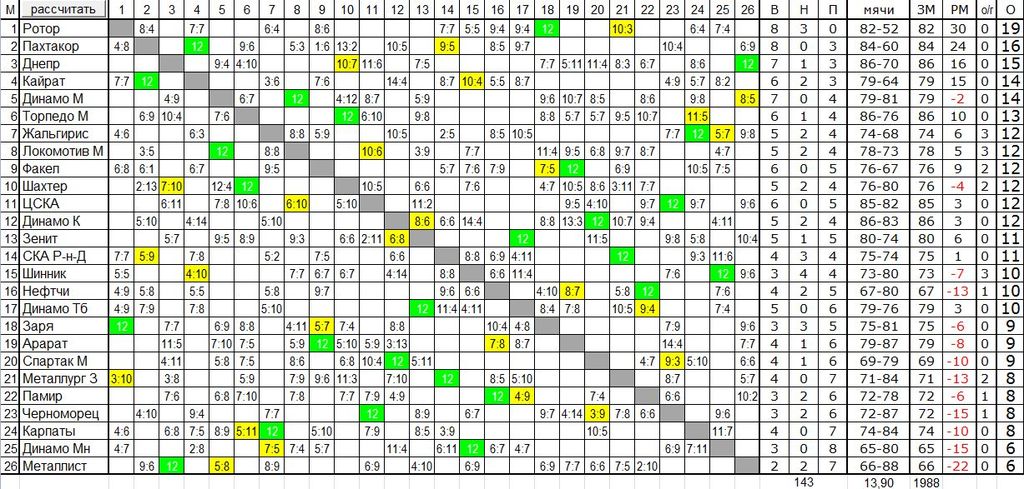 М рассчитать 1 2 3 4 5 6 7 8 9 10 11 12 13 14 15 16 17 18 19 20 21 22 23 24 25 26 В Н П мячи ЗМ РМ о/г О
1 Ротор 8:4 7:7 6:4 8:6 7:7 5:5 9:4 9:4 12 10:3 6:4 7:4 8 3 0 82-52 82 30 0 19
2 Пахтакор 4:8 12 9:6 5:3 1:6 13:2 10:5 9:5 8:5 9:7 10:4 6:9 8 0 3 84-60 84 24 0 16
3 Днепр 9:4 4:10 10:7 11:6 7:5 7:7 5:11 11:4 8:3 6:7 8:6 12 7 1 3 86-70 86 16 0 15
4 Кайрат 7:7 12 3:6 7:6 14:4 8:7 10:4 5:5 8:7 4:9 5:7 8:2 6 2 3 79-64 79 15 0 14
5 Динамо М 4:9 6:7 12 4:12 8:7 5:9 9:6 10:7 8:5 8:6 9:8 8:5 7 0 4 79-81 79 -2 0 14
6 Торпедо М 6:9 10:4 7:6 12 6:10 9:8 8:8 5:7 5:7 9:5 10:7 11:5 6 1 4 86-76 86 10 0 13
7 Жальгирис 4:6 6:3 8:8 5:9 10:5 2:5 8:5 10:5 7:7 12 5:7 9:8 5 2 4 74-68 74 6 3 12
8 Локомотив М 3:5 12 8:8 10:6 3:9 7:7 11:4 9:5 6:8 9:7 8:7 4:7 5 2 4 78-73 78 5 3 12
9 Факел 6:8 6:1 6:7 9:5 5:7 7:6 7:9 7:5 12 6:9 10:5 7:5 6 0 5 76-67 76 9 2 12
10 Шахтер 2:13 7:10 12:4 12 10:5 6:6 7:6 4:7 10:5 8:6 3:11 7:7 5 2 4 76-80 76 -4 2 12
11 ЦСКА 6:11 7:8 10:6 6:10 5:10 11:2 9:5 4:10 9:7 12 9:7 9:6 6 0 5 85-82 85 3 0 12
12 Динамо К 5:10 4:14 5:10 8:6 6:6 14:4 8:8 13:3 12 10:7 9:4 4:11 5 2 4 86-83 86 3 0 12
13 Зенит 5:7 9:5 8:9 9:3 6:6 2:11 6:8 12 11:5 9:8 5:8 10:4 5 1 5 80-74 80 6 0 11
14 СКА Р-н-Д 7:7 5:9 7:8 5:2 7:5 6:6 8:8 6:9 4:11 12 9:3 11:6 4 3 4 75-74 75 1 0 11
15 Шинник 5:5 4:10 7:7 6:7 6:7 4:14 8:8 6:6 11:4 7:6 12 9:6 3 4 4 73-80 73 -7 3 10
16 Нефтчи 4:9 5:8 5:5 5:8 9:7 9:6 6:6 4:10 8:7 5:8 12 7:6 4 2 5 67-80 67 -13 1 10
17 Динамо Тб 4:9 7:9 7:8 5:10 12 11:4 4:11 8:4 7:8 10:5 9:4 7:4 5 0 6 79-76 79 3 0 10
18 Заря 12 7:7 6:9 8:8 4:11 5:7 7:4 8:8 10:4 4:8 7:9 9:6 3 3 5 75-81 75 -6 0 9
19 Арарат 11:5 7:10 7:5 5:9 12 5:10 5:9 3:13 7:8 8:7 14:4 7:7 4 1 6 79-87 79 -8 0 9
20 Спартак М 4:11 5:8 7:5 8:6 6:8 10:4 12 5:11 4:7 9:3 5:10 6:6 4 1 6 69-79 69 -10 0 9
21 Металлург З 3:10 3:8 5:9 7:9 9:6 11:3 7:10 12 8:5 5:10 8:7 5:7 4 0 7 71-84 71 -13 2 8
22 Памир 7:6 6:8 7:10 7:8 7:7 7:9 4:9 12 4:9 7:4 8:7 10:2 3 2 6 72-78 72 -6 1 8
23 Черноморец 4:10 9:4 7:7 12 8:9 6:7 9:7 4:14 3:9 7:8 6:6 9:6 3 2 6 72-87 72 -15 1 8
24 Карпаты 4:6 6:8 7:5 8:9 5:11 12 5:10 7:9 8:5 3:9 10:5 11:7 4 0 7 74-84 74 -10 0 8
25 Динамо Мн 4:7 2:8 7:5 7:4 5:7 11:4 6:11 12 6:7 4:7 6:9 7:11 3 0 8 65-80 65 -15 0 6
26 Металлист 9:6 12 5:8 8:9 6:9 4:10 6:9 6:9 7:7 6:6 7:5 2:10 2 2 7 66-88 66 -22 0 6
143 13,90 1988